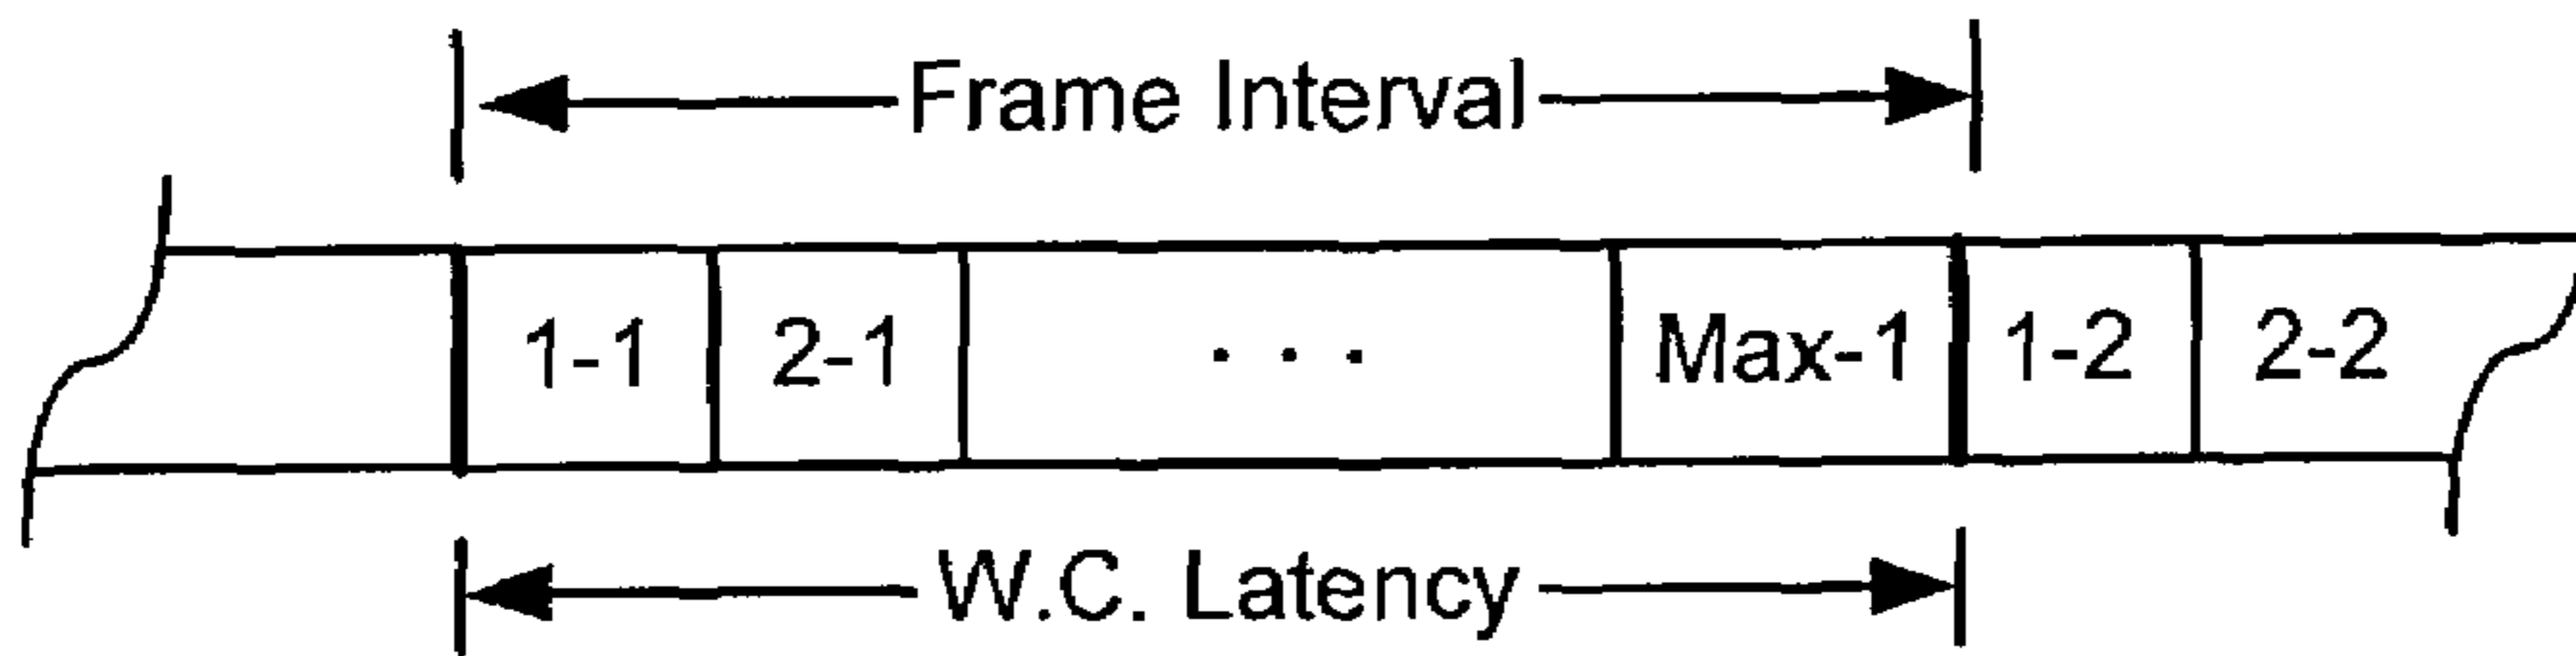 Frame Interval
1-1 2-1 . . . Max-1 1-2 2-2
W.C. Latency